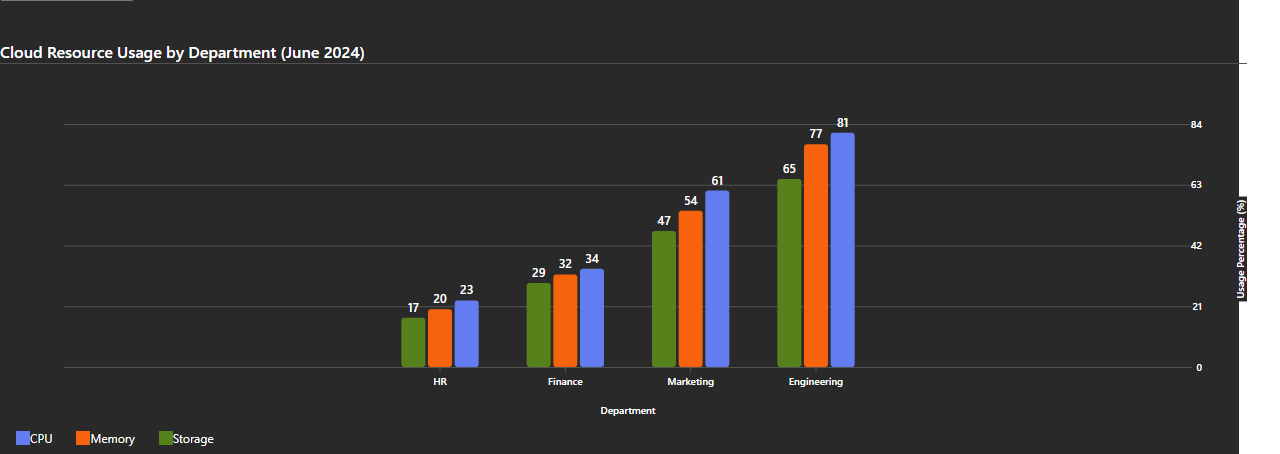 Cloud Resource Usage by Department (June 2024)
84
63
42
21
0
Usage Percentage (%)
17 20 23
29 32 34
47 54 61
65 77 81
HR Finance Marketing Engineering
Department
CPU Memory Storage